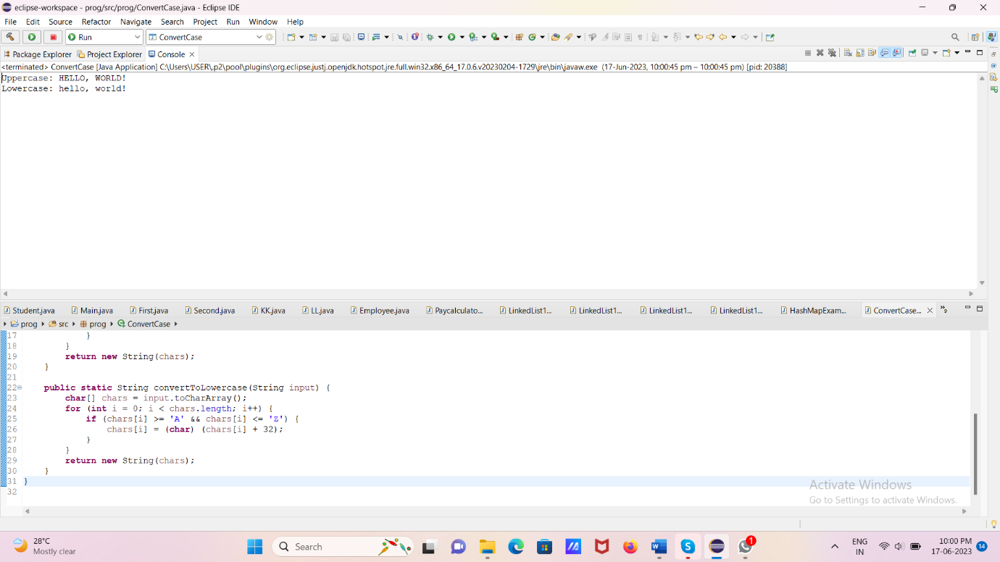 eclipse-workspace - prog/src/prog/ConvertCase.java - Eclipse IDE
File Edit Source Refactor Navigate Search Project Run Window Help
Run ConvertCase
Package Explorer Project Explorer Console
<terminated> ConvertCase [Java Application] C:\Users\USER\.p2\pool\plugins\org.eclipse.justj.openjdk.hotspot.jre.full.win32.x86_64_17.0.6.v20230204-1729\jre\bin\javaw.exe (17-Jun-2023, 10:00:45 pm – 10:00:45 pm) [pid: 20388]
Uppercase: HELLO, WORLD!
Lowercase: hello, world!
Student.java Main.java First.java Second.java KK.java LL.java Employee.java Paycalculato... LinkedList1... LinkedList1... LinkedList1... LinkedList1... HashMapExam... ConvertCase... »9
prog src prog ConvertCase
17 }
18 }
19 return new String(chars);
20 }
21
22 public static String convertToLowercase(String input) {
23 char[] chars = input.toCharArray();
24 for (int i = 0; i < chars.length; i++) {
25 if (chars[i] >= 'A' && chars[i] <= 'Z') {
26 chars[i] = (char) (chars[i] + 32);
27 }
28 }
29 return new String(chars);
30 }
31 }
32
Activate Windows
Go to Settings to activate Windows.
28°C
Mostly clear
Search
1
ENG
IN
10:00 PM
17-06-2023
14